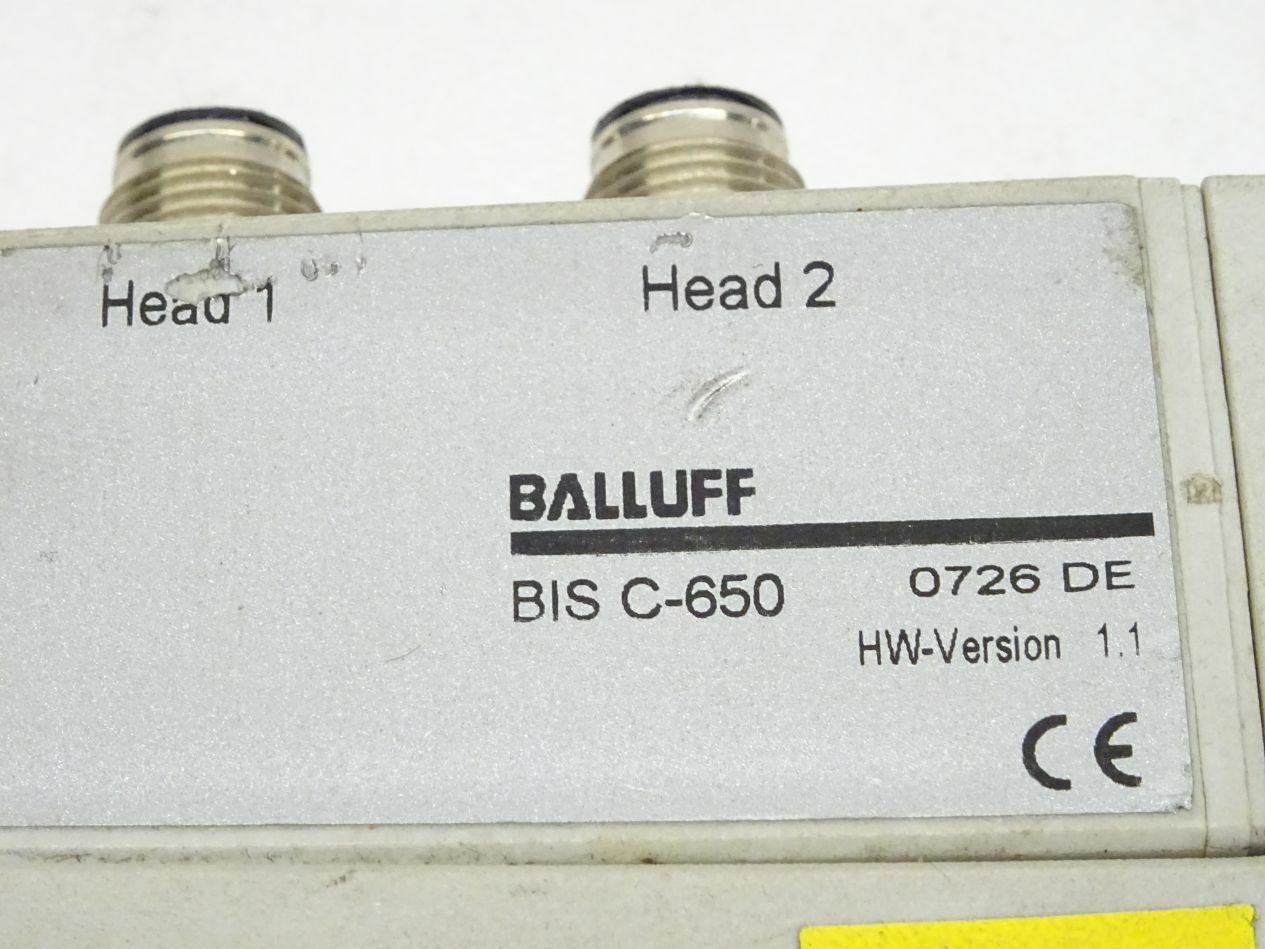 Head 1
Head 2
BALLUFF
BIS C-650
0726 DE
HW-Version 1.1
CE